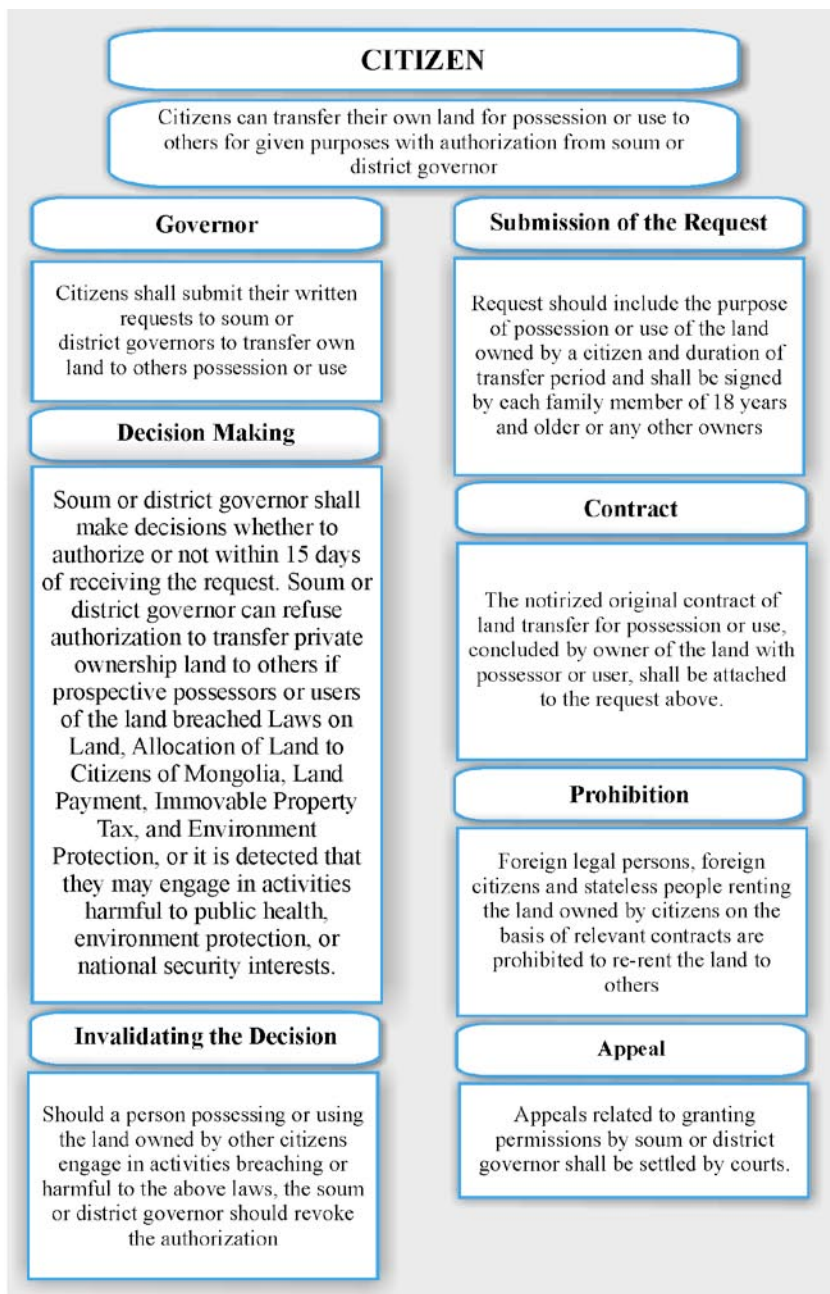 CITIZEN
Citizens can transfer their own land for possession or use to
others for given purposes with authorization from soum or
district governor
Governor
Citizens shall submit their written
requests to soum or
district governors to transfer own
land to others possession or use
Decision Making
Soum or district governor shall
make decisions whether to
authorize or not within 15 days
of receiving the request. Soum or
district governor can refuse
authorization to transfer private
ownership land to others if
prospective possessors or users
of the land breached Laws on
Land, Allocation of Land to
Citizens of Mongolia, Land
Payment, Immovable Property
Tax, and Environment
Protection, or it is detected that
they may engage in activities
harmful to public health,
environment protection, or
national security interests.
Invalidating the Decision
Should a person possessing or using
the land owned by other citizens
engage in activities breaching or
harmful to the above laws, the soum
or district governor should revoke
the authorization
Submission of the Request
Request should include the purpose
of possession or use of the land
owned by a citizen and duration of
transfer period and shall be signed
by each family member of 18 years
and older or any other owners
Contract
The notirized original contract of
land transfer for possession or use,
concluded by owner of the land with
possessor or user, shall be attached
to the request above.
Prohibition
Foreign legal persons, foreign
citizens and stateless people renting
the land owned by citizens on the
basis of relevant contracts are
prohibited to re-rent the land to
others
Appeal
Appeals related to granting
permissions by soum or district
governor shall be settled by courts.